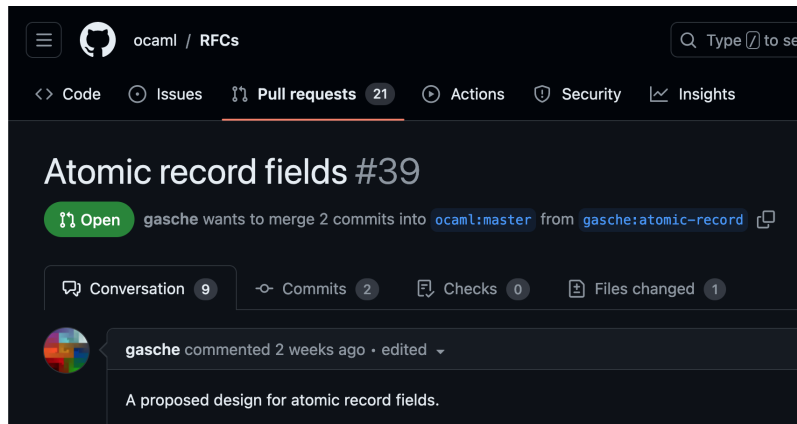 ocaml / RFCs
Type / to se
Code Issues Pull requests 21 Actions Security Insights
Atomic record fields #39
Open gasche wants to merge 2 commits into ocaml:master from gasche:atomic-record
Conversation 9 Commits 2 Checks 0 Files changed 1
gasche commented 2 weeks ago • edited
A proposed design for atomic record fields.